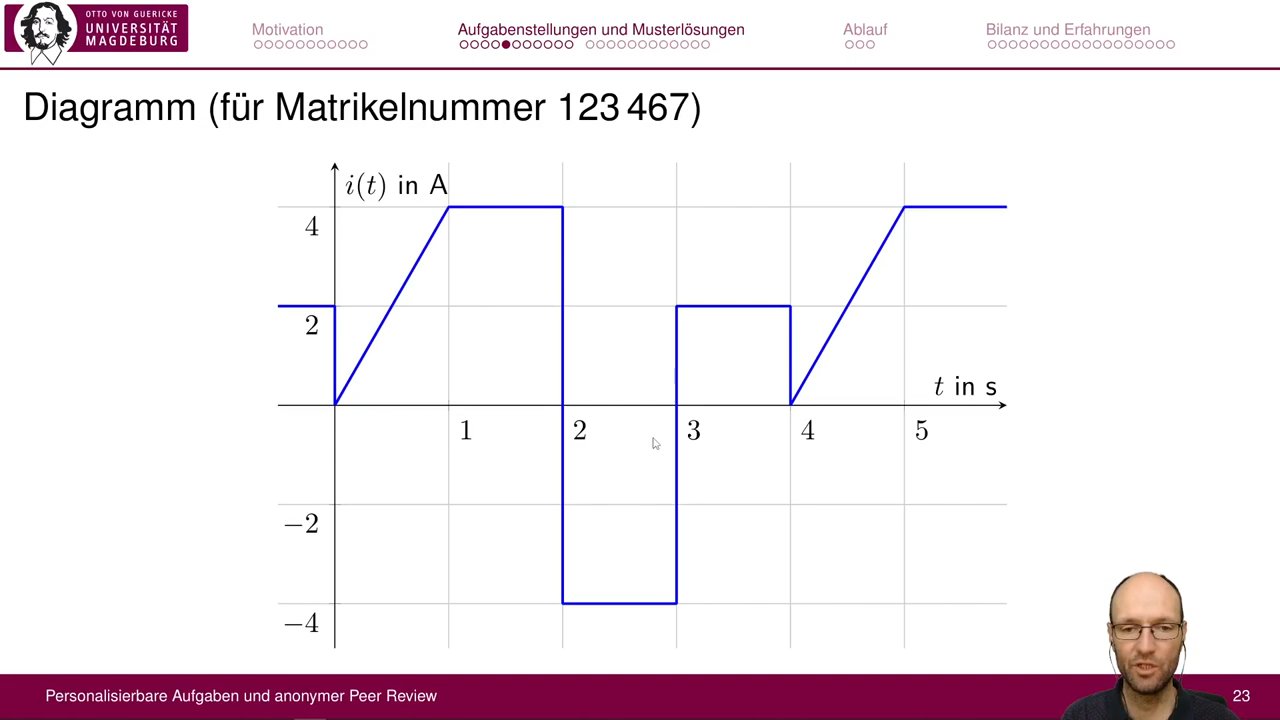 OTTO VON GUERICKE
UNIVERSITÄT
MAGDEBURG
Motivation
Aufgabenstellungen und Musterlösungen
Ablauf
Bilanz und Erfahrungen
Diagramm (für Matrikelnummer 123 467)
i(t) in A
4
2
t in s
1 2 3 4 5
−2
−4
Personalisierbare Aufgaben und anonymer Peer Review
23